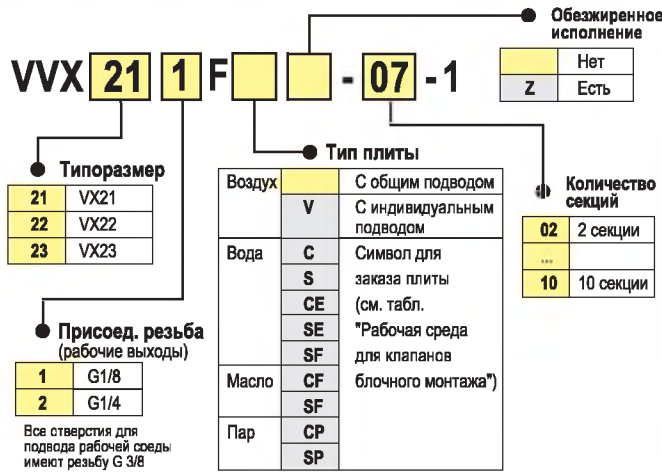 Обезжиренное
исполнение
Нет
Z Есть
VVX 21 1 F - 07 - 1
Типоразмер
21 VX21
22 VX22
23 VX23
Присоед. резьба
(рабочие выходы)
1 G1/8
2 G1/4
Все отверстия для
подвода рабочей среды
имеют резьбу G 3/8
Тип плиты
Воздух С общим подводом
V С индивидуальным
подводом
Вода C Символ для
S заказа плиты
CE (см. табл.
SE "Рабочая среда
SF для клапанов
Масло CF блочного монтажа")
SF
Пар CP
SP
Количество
секций
02 2 секции
...
10 10 секции